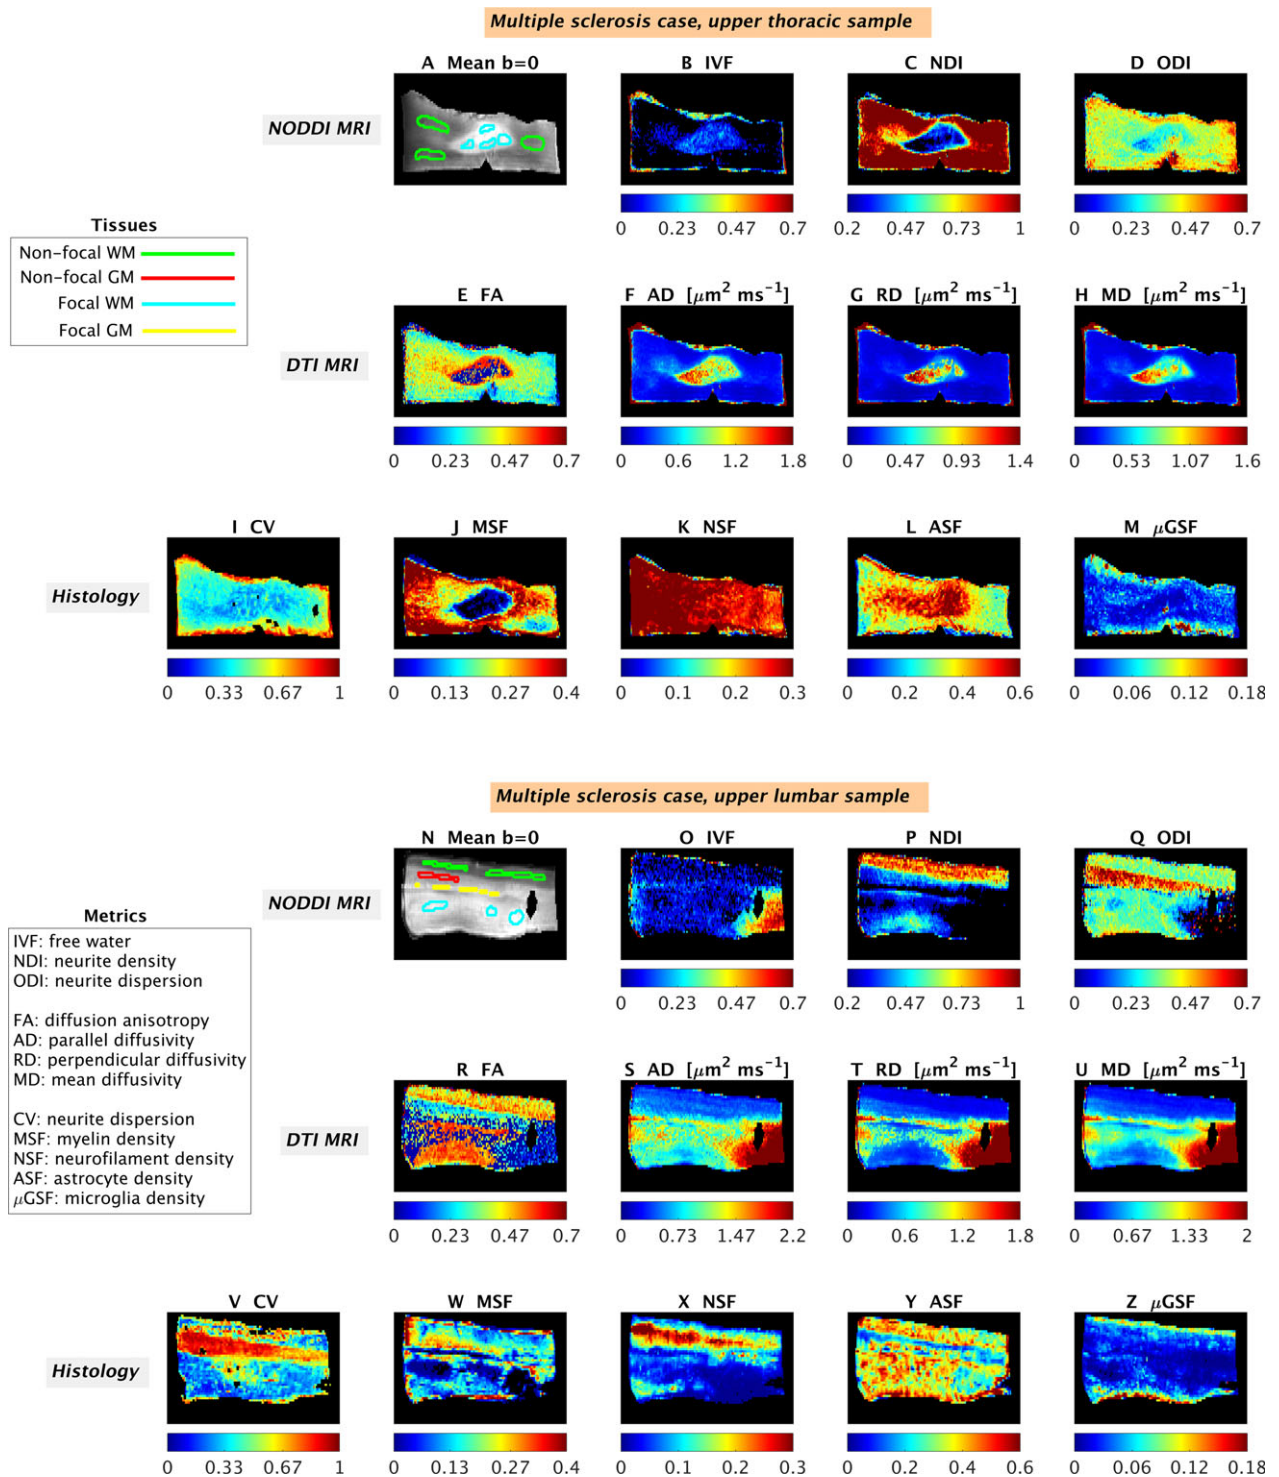 Multiple sclerosis case, upper thoracic sample
A Mean b=0
B IVF
C NDI
D ODI
NODDI MRI
0 0.23 0.47 0.7
0.2 0.47 0.73 1
0 0.23 0.47 0.7
Tissues
Non-focal WM
Non-focal GM
Focal WM
Focal GM
E FA
F AD [μm² ms⁻¹]
G RD [μm² ms⁻¹]
H MD [μm² ms⁻¹]
DTI MRI
0 0.23 0.47 0.7
0 0.6 1.2 1.8
0 0.47 0.93 1.4
0 0.53 1.07 1.6
I CV
J MSF
K NSF
L ASF
M μGSF
Histology
0 0.33 0.67 1
0 0.13 0.27 0.4
0 0.1 0.2 0.3
0 0.2 0.4 0.6
0 0.06 0.12 0.18
Multiple sclerosis case, upper lumbar sample
N Mean b=0
O IVF
P NDI
Q ODI
NODDI MRI
0 0.23 0.47 0.7
0.2 0.47 0.73 1
0 0.23 0.47 0.7
Metrics
IVF: free water
NDI: neurite density
ODI: neurite dispersion
FA: diffusion anisotropy
AD: parallel diffusivity
RD: perpendicular diffusivity
MD: mean diffusivity
CV: neurite dispersion
MSF: myelin density
NSF: neurofilament density
ASF: astrocyte density
μGSF: microglia density
R FA
S AD [μm² ms⁻¹]
T RD [μm² ms⁻¹]
U MD [μm² ms⁻¹]
DTI MRI
0 0.23 0.47 0.7
0 0.73 1.47 2.2
0 0.6 1.2 1.8
0 0.67 1.33 2
V CV
W MSF
X NSF
Y ASF
Z μGSF
Histology
0 0.33 0.67 1
0 0.13 0.27 0.4
0 0.1 0.2 0.3
0 0.2 0.4 0.6
0 0.06 0.12 0.18